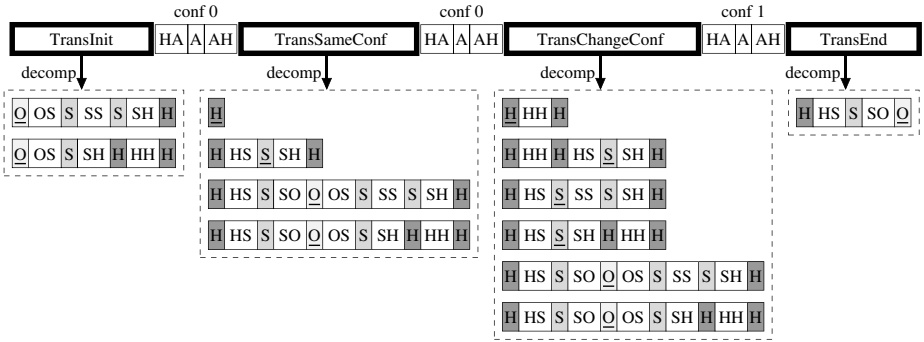 conf 0 conf 0 conf 1
TransInit HA A AH TransSameConf HA A AH TransChangeConf HA A AH TransEnd
decomp decomp decomp decomp
O OS S SS S SH H
O OS S SH H HH H
H
H HS S SH H
H HS S SO O OS S SS S SH H
H HS S SO O OS S SH H HH H
H HH H
H HH H HS S SH H
H HS S SS S SH H
H HS S SH H HH H
H HS S SO O OS S SS S SH H
H HS S SO O OS S SH H HH H
H HS S SO O